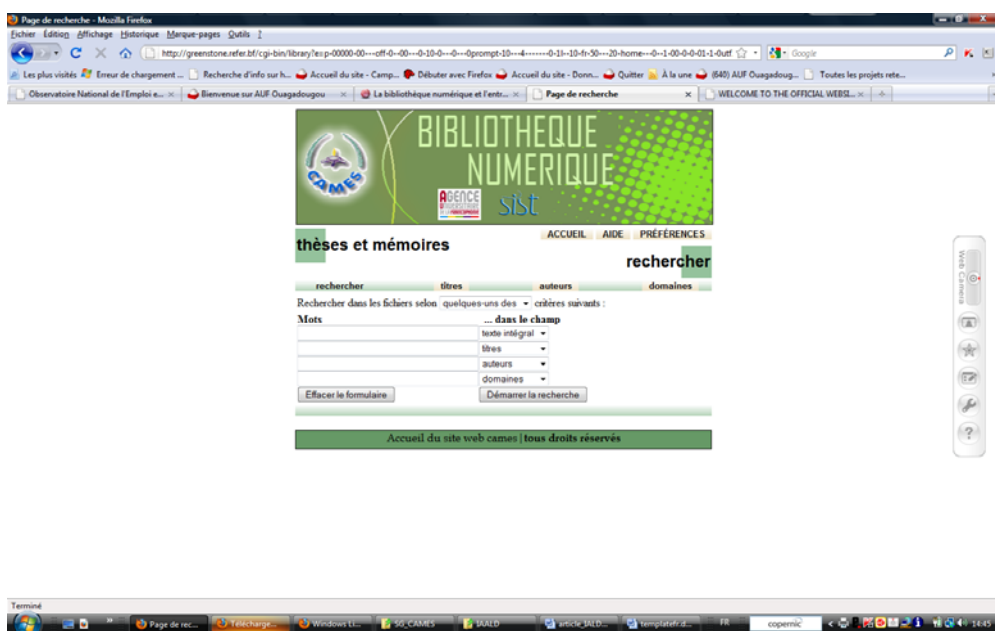 Page de recherche - Mozilla Firefox
Fichier Édition Affichage Historique Marque-pages Outils ?
Google
Les plus visités Erreur de chargement ... Recherche d'info sur h... Accueil du site - Camp... Débuter avec Firefox Accueil du site - Donn... Quitter À la une (640) AUF Ouagadoug... Toutes les projets rete...
Observatoire National de l'Emploi e... Bienvenue sur AUF Ouagadougou La bibliothèque numérique et l'entr... Page de recherche WELCOME TO THE OFFICIAL WEBSI...
BIBLIOTHEQUE
NUMERIQUE
CAMES
AGENCE
sist
ACCUEIL AIDE PRÉFÉRENCES
thèses et mémoires
rechercher
rechercher titres auteurs domaines
Rechercher dans les fichiers selon quelques-uns des critères suivants :
Mots ... dans le champ
texte intégral
titres
auteurs
domaines
Effacer le formulaire Démarrer la recherche
Accueil du site web cames | tous droits réservés
Web Camera
Terminé
Page de rec... Télécharge... Windows Li... SG_CAMES IAALD article_IALD... templatefr.d... FR copernic 14:45